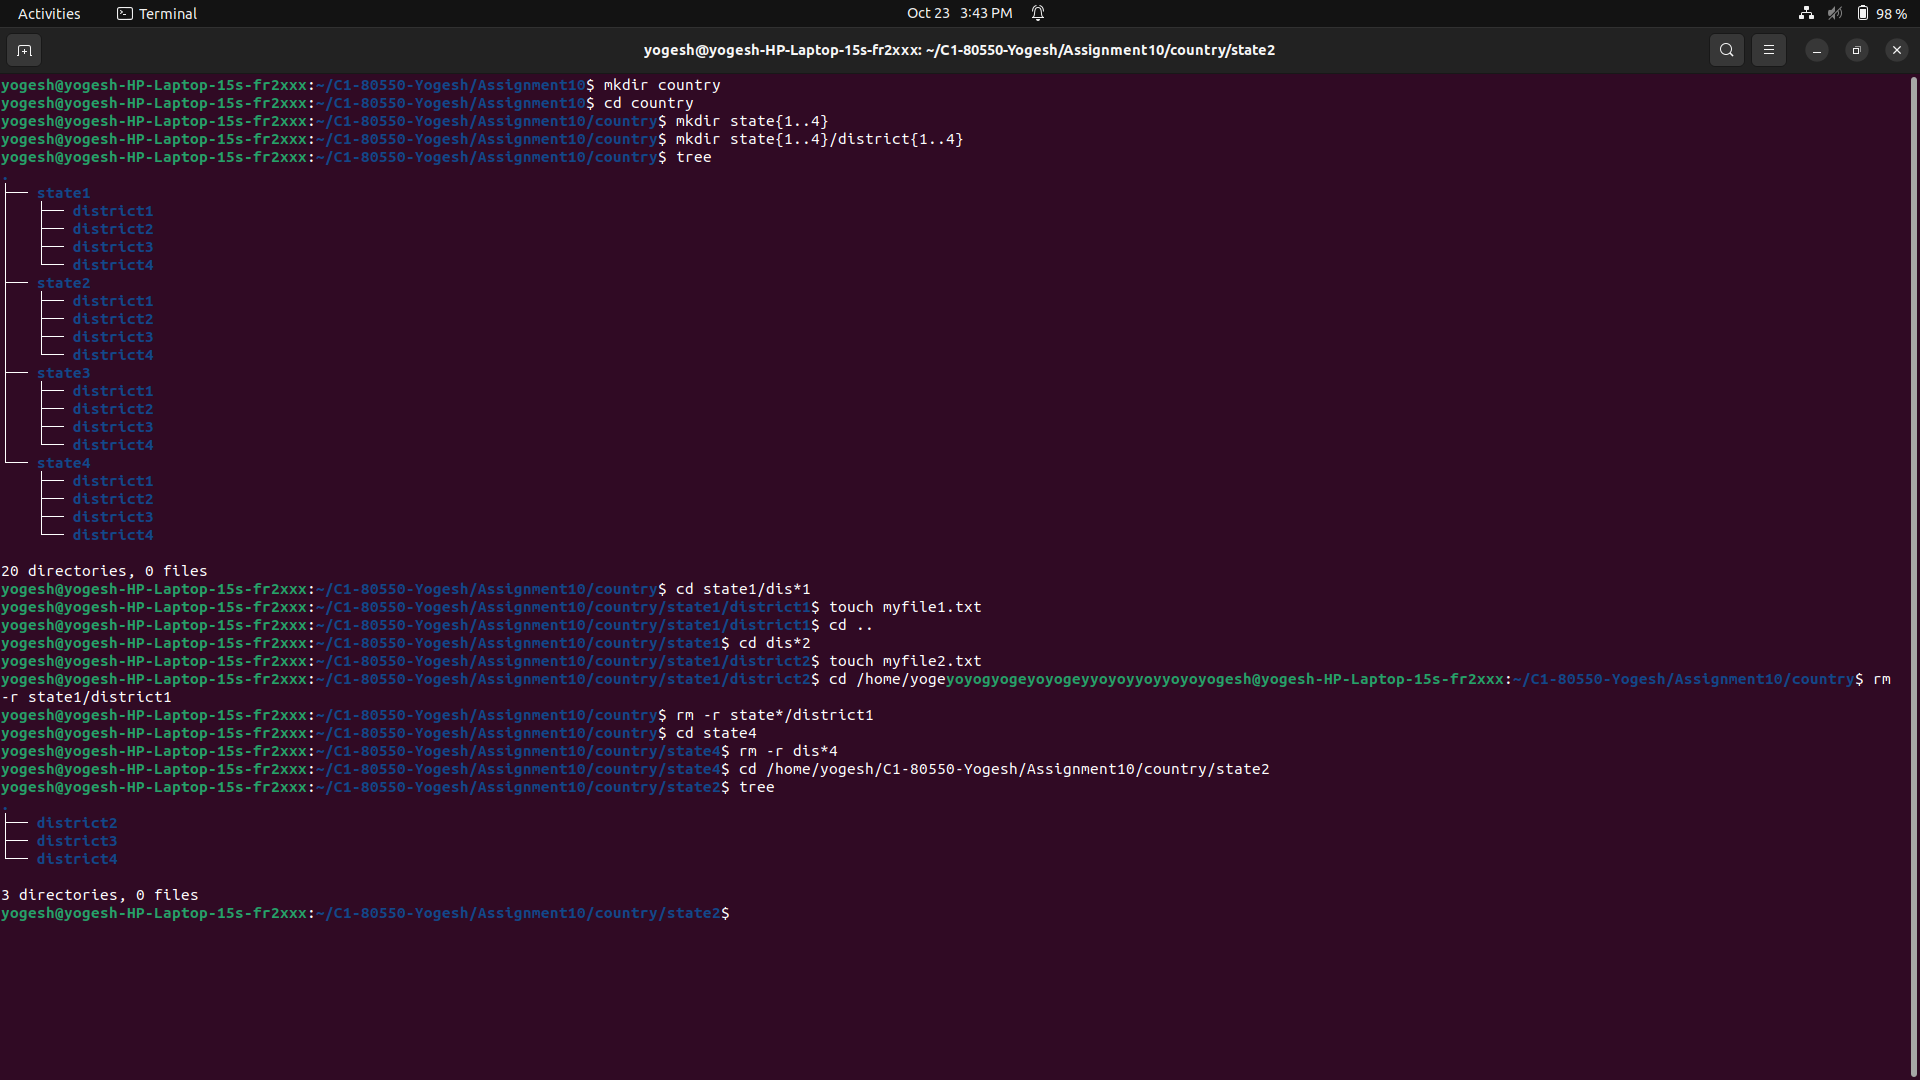 Activities Terminal Oct 23 3:43 PM 98 %
yogesh@yogesh-HP-Laptop-15s-fr2xxx: ~/C1-80550-Yogesh/Assignment10/country/state2
yogesh@yogesh-HP-Laptop-15s-fr2xxx:~/C1-80550-Yogesh/Assignment10$ mkdir country
yogesh@yogesh-HP-Laptop-15s-fr2xxx:~/C1-80550-Yogesh/Assignment10$ cd country
yogesh@yogesh-HP-Laptop-15s-fr2xxx:~/C1-80550-Yogesh/Assignment10/country$ mkdir state{1..4}
yogesh@yogesh-HP-Laptop-15s-fr2xxx:~/C1-80550-Yogesh/Assignment10/country$ mkdir state{1..4}/district{1..4}
yogesh@yogesh-HP-Laptop-15s-fr2xxx:~/C1-80550-Yogesh/Assignment10/country$ tree
.
├── state1
│   ├── district1
│   ├── district2
│   ├── district3
│   └── district4
├── state2
│   ├── district1
│   ├── district2
│   ├── district3
│   └── district4
├── state3
│   ├── district1
│   ├── district2
│   ├── district3
│   └── district4
└── state4
    ├── district1
    ├── district2
    ├── district3
    └── district4
20 directories, 0 files
yogesh@yogesh-HP-Laptop-15s-fr2xxx:~/C1-80550-Yogesh/Assignment10/country$ cd state1/dis*1
yogesh@yogesh-HP-Laptop-15s-fr2xxx:~/C1-80550-Yogesh/Assignment10/country/state1/district1$ touch myfile1.txt
yogesh@yogesh-HP-Laptop-15s-fr2xxx:~/C1-80550-Yogesh/Assignment10/country/state1/district1$ cd ..
yogesh@yogesh-HP-Laptop-15s-fr2xxx:~/C1-80550-Yogesh/Assignment10/country/state1$ cd dis*2
yogesh@yogesh-HP-Laptop-15s-fr2xxx:~/C1-80550-Yogesh/Assignment10/country/state1/district2$ touch myfile2.txt
yogesh@yogesh-HP-Laptop-15s-fr2xxx:~/C1-80550-Yogesh/Assignment10/country/state1/district2$ cd /home/yogeyoyogyogeyoyogeyyoyoyyoyyoyoyogesh@yogesh-HP-Laptop-15s-fr2xxx:~/C1-80550-Yogesh/Assignment10/country$ rm
-r state1/district1
yogesh@yogesh-HP-Laptop-15s-fr2xxx:~/C1-80550-Yogesh/Assignment10/country$ rm -r state*/district1
yogesh@yogesh-HP-Laptop-15s-fr2xxx:~/C1-80550-Yogesh/Assignment10/country$ cd state4
yogesh@yogesh-HP-Laptop-15s-fr2xxx:~/C1-80550-Yogesh/Assignment10/country/state4$ rm -r dis*4
yogesh@yogesh-HP-Laptop-15s-fr2xxx:~/C1-80550-Yogesh/Assignment10/country/state4$ cd /home/yogesh/C1-80550-Yogesh/Assignment10/country/state2
yogesh@yogesh-HP-Laptop-15s-fr2xxx:~/C1-80550-Yogesh/Assignment10/country/state2$ tree
.
├── district2
├── district3
└── district4
3 directories, 0 files
yogesh@yogesh-HP-Laptop-15s-fr2xxx:~/C1-80550-Yogesh/Assignment10/country/state2$